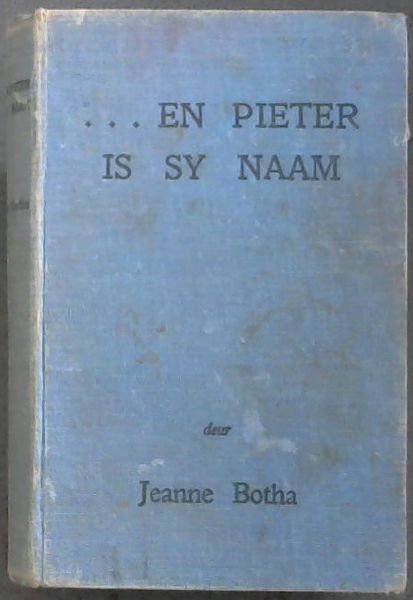 ... EN PIETER
IS SY NAAM
deur
Jeanne Botha